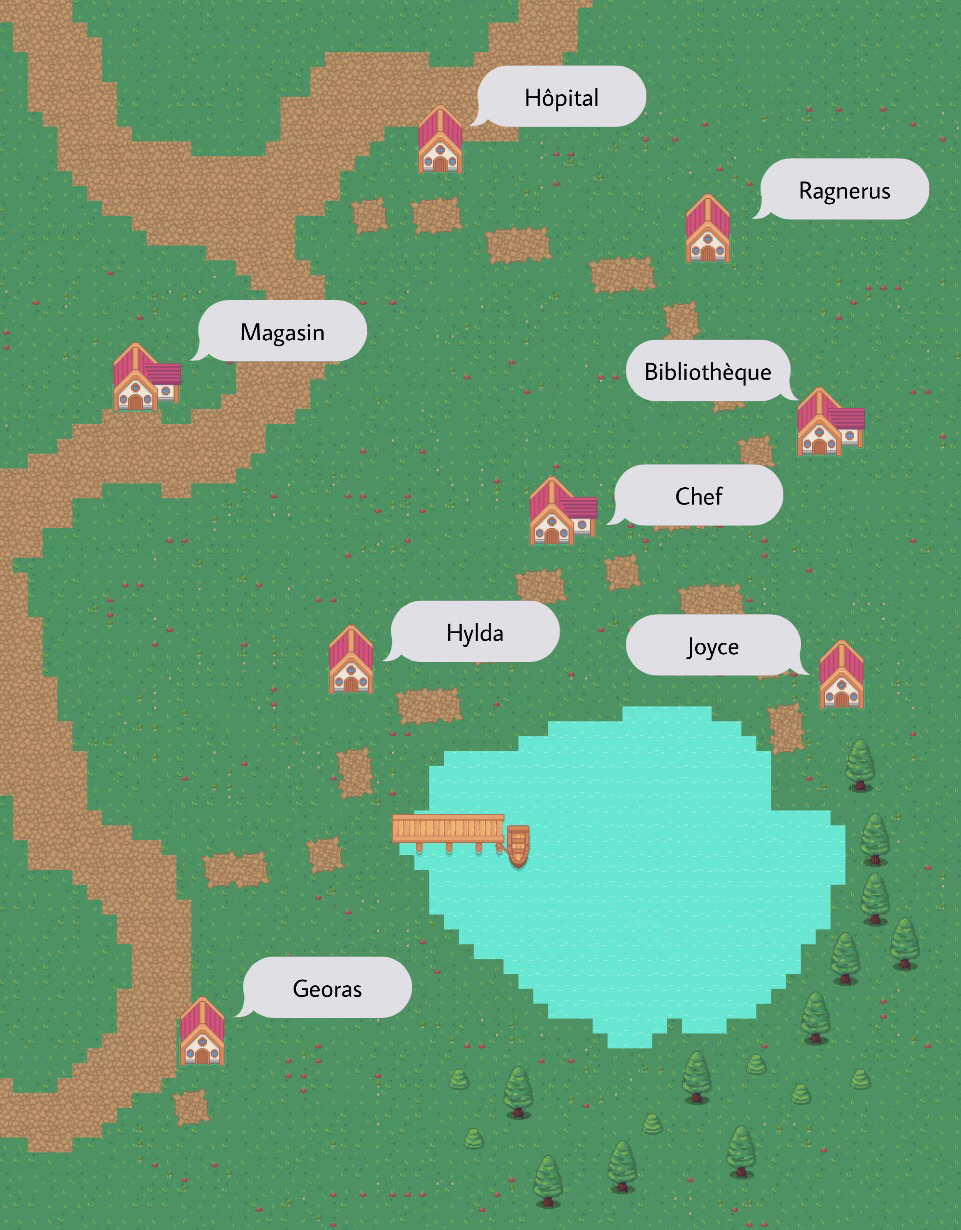 Hôpital
Ragnerus
Magasin
Bibliothèque
Chef
Hylda
Joyce
Georas